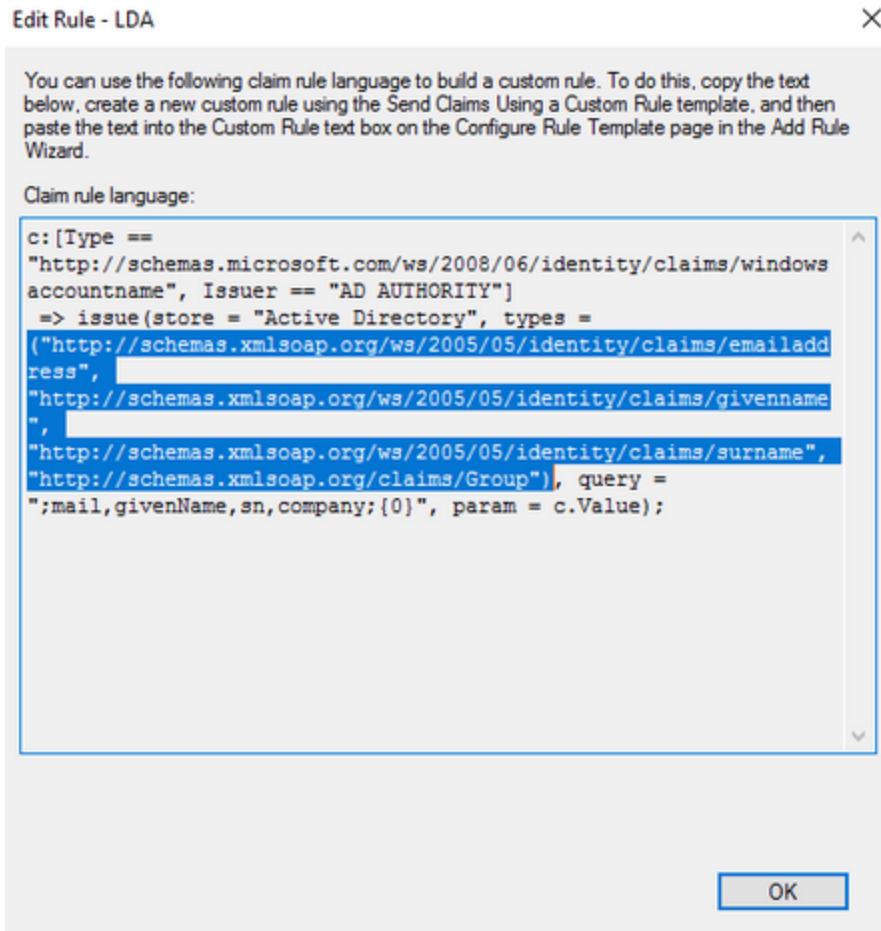 Edit Rule - LDA
You can use the following claim rule language to build a custom rule. To do this, copy the text
below, create a new custom rule using the Send Claims Using a Custom Rule template, and then
paste the text into the Custom Rule text box on the Configure Rule Template page in the Add Rule
Wizard.
Claim rule language:
c:[Type ==
"http://schemas.microsoft.com/ws/2008/06/identity/claims/windows
accountname", Issuer == "AD AUTHORITY"]
=> issue(store = "Active Directory", types =
("http://schemas.xmlsoap.org/ws/2005/05/identity/claims/emailadd
ress",
"http://schemas.xmlsoap.org/ws/2005/05/identity/claims/givenname
",
"http://schemas.xmlsoap.org/ws/2005/05/identity/claims/surname",
"http://schemas.xmlsoap.org/claims/Group"), query =
";mail,givenName,sn,company;{0}", param = c.Value);
OK